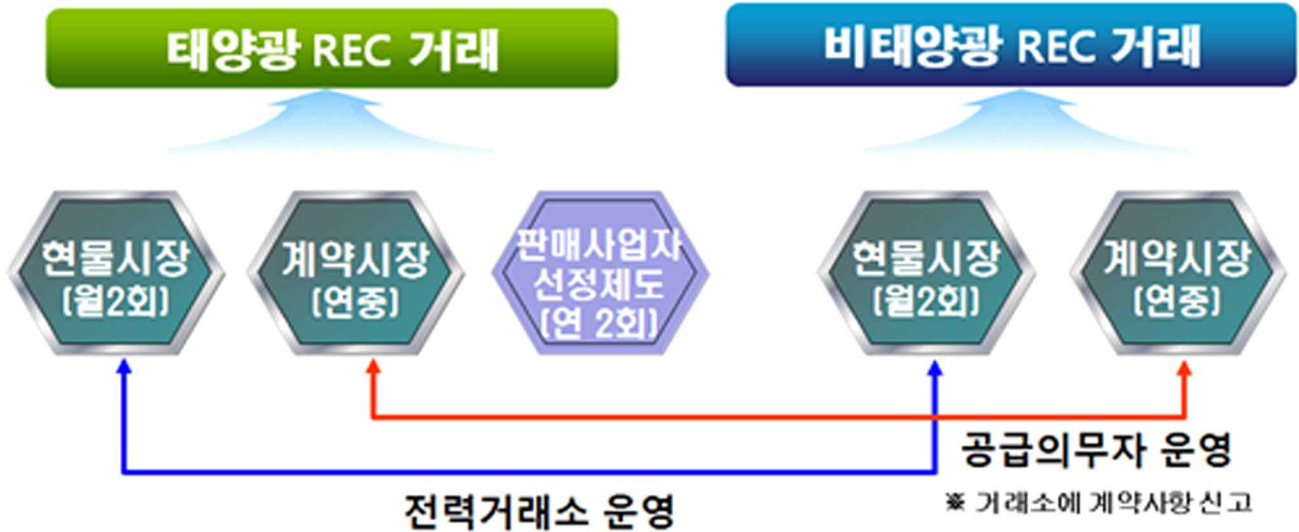 태양광 REC 거래
비태양광 REC 거래
현물시장
(월2회)
계약시장
(연중)
판매사업자
선정제도
(연 2회)
현물시장
(월2회)
계약시장
(연중)
공급의무자 운영
※ 거래소에 계약사항 신고
전력거래소 운영